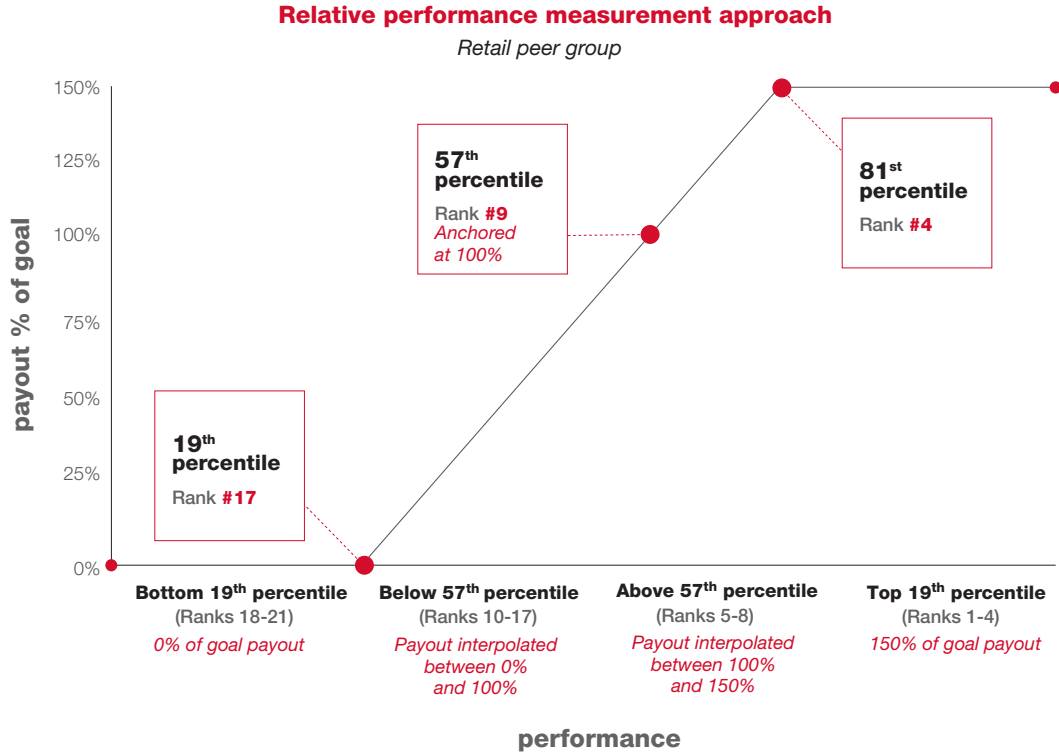 Relative performance measurement approach
Retail peer group
payout % of goal
150%
125%
100%
75%
50%
25%
0%
57th
percentile
Rank #9
Anchored
at 100%
81st
percentile
Rank #4
19th
percentile
Rank #17
Bottom 19th percentile
(Ranks 18-21)
0% of goal payout
Below 57th percentile
(Ranks 10-17)
Payout interpolated
between 0%
and 100%
Above 57th percentile
(Ranks 5-8)
Payout interpolated
between 100%
and 150%
Top 19th percentile
(Ranks 1-4)
150% of goal payout
performance